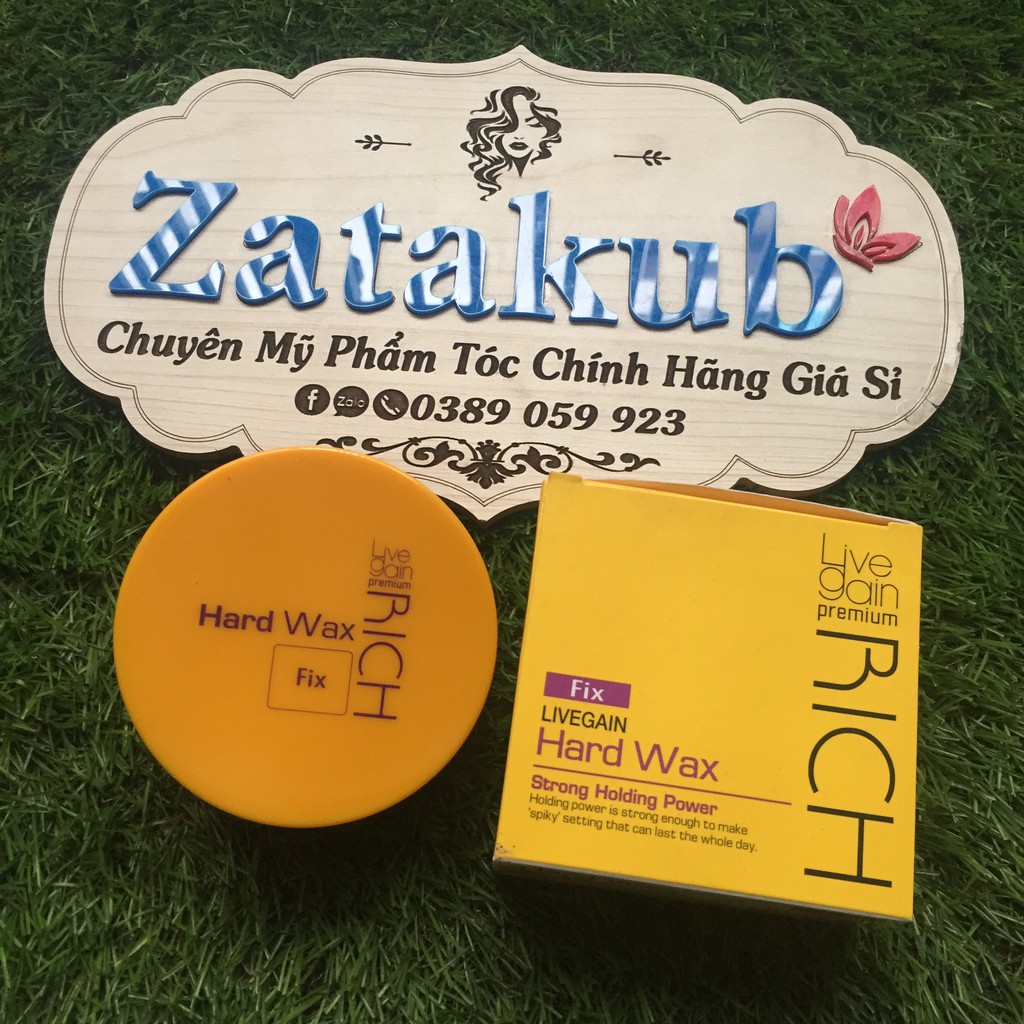 Zatakub
Chuyên Mỹ Phẩm Tóc Chính Hãng Giá Sỉ
f Zalo 0389 059 923
Live
gain
premium
RICH
Hard Wax
Fix
Live
gain
premium
RICH
Fix
LIVEGAIN
Hard Wax
Strong Holding Power
Holding power is strong enough to make
'spiky' setting that can last the whole day.